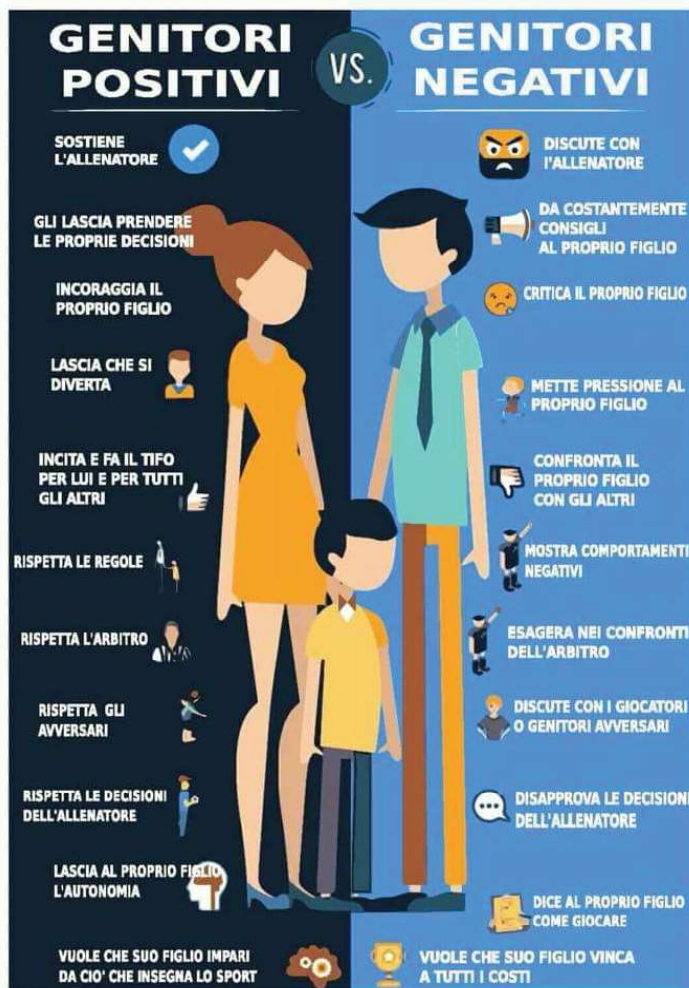 GENITORI
POSITIVI
VS.
GENITORI
NEGATIVI
SOSTIENE
L'ALLENATORE
GLI LASCIA PRENDERE
LE PROPRIE DECISIONI
INCORAGGIA IL
PROPRIO FIGLIO
LASCIA CHE SI
DIVERTA
INCITA E FA IL TIFO
PER LUI E PER TUTTI
GLI ALTRI
RISPETTA LE REGOLE
RISPETTA L'ARBITRO
RISPETTA GLI
AVVERSARI
RISPETTA LE DECISIONI
DELL'ALLENATORE
LASCIA AL PROPRIO FIGLIO
L'AUTONOMIA
VUOLE CHE SUO FIGLIO IMPARI
DA CIO' CHE INSEGNA LO SPORT
DISCUTE CON
l'ALLENATORE
DA COSTANTEMENTE
CONSIGLI
AL PROPRIO FIGLIO
CRITICA IL PROPRIO FIGLIO
METTE PRESSIONE AL
PROPRIO FIGLIO
CONFRONTA IL
PROPRIO FIGLIO
CON GLI ALTRI
MOSTRA COMPORTAMENTI
NEGATIVI
ESAGERA NEI CONFRONTI
DELL'ARBITRO
DISCUTE CON I GIOCATORI
O GENITORI AVVERSARI
DISAPPROVA LE DECISIONI
DELL'ALLENATORE
DICE AL PROPRIO FIGLIO
COME GIOCARE
VUOLE CHE SUO FIGLIO VINCA
A TUTTI I COSTI